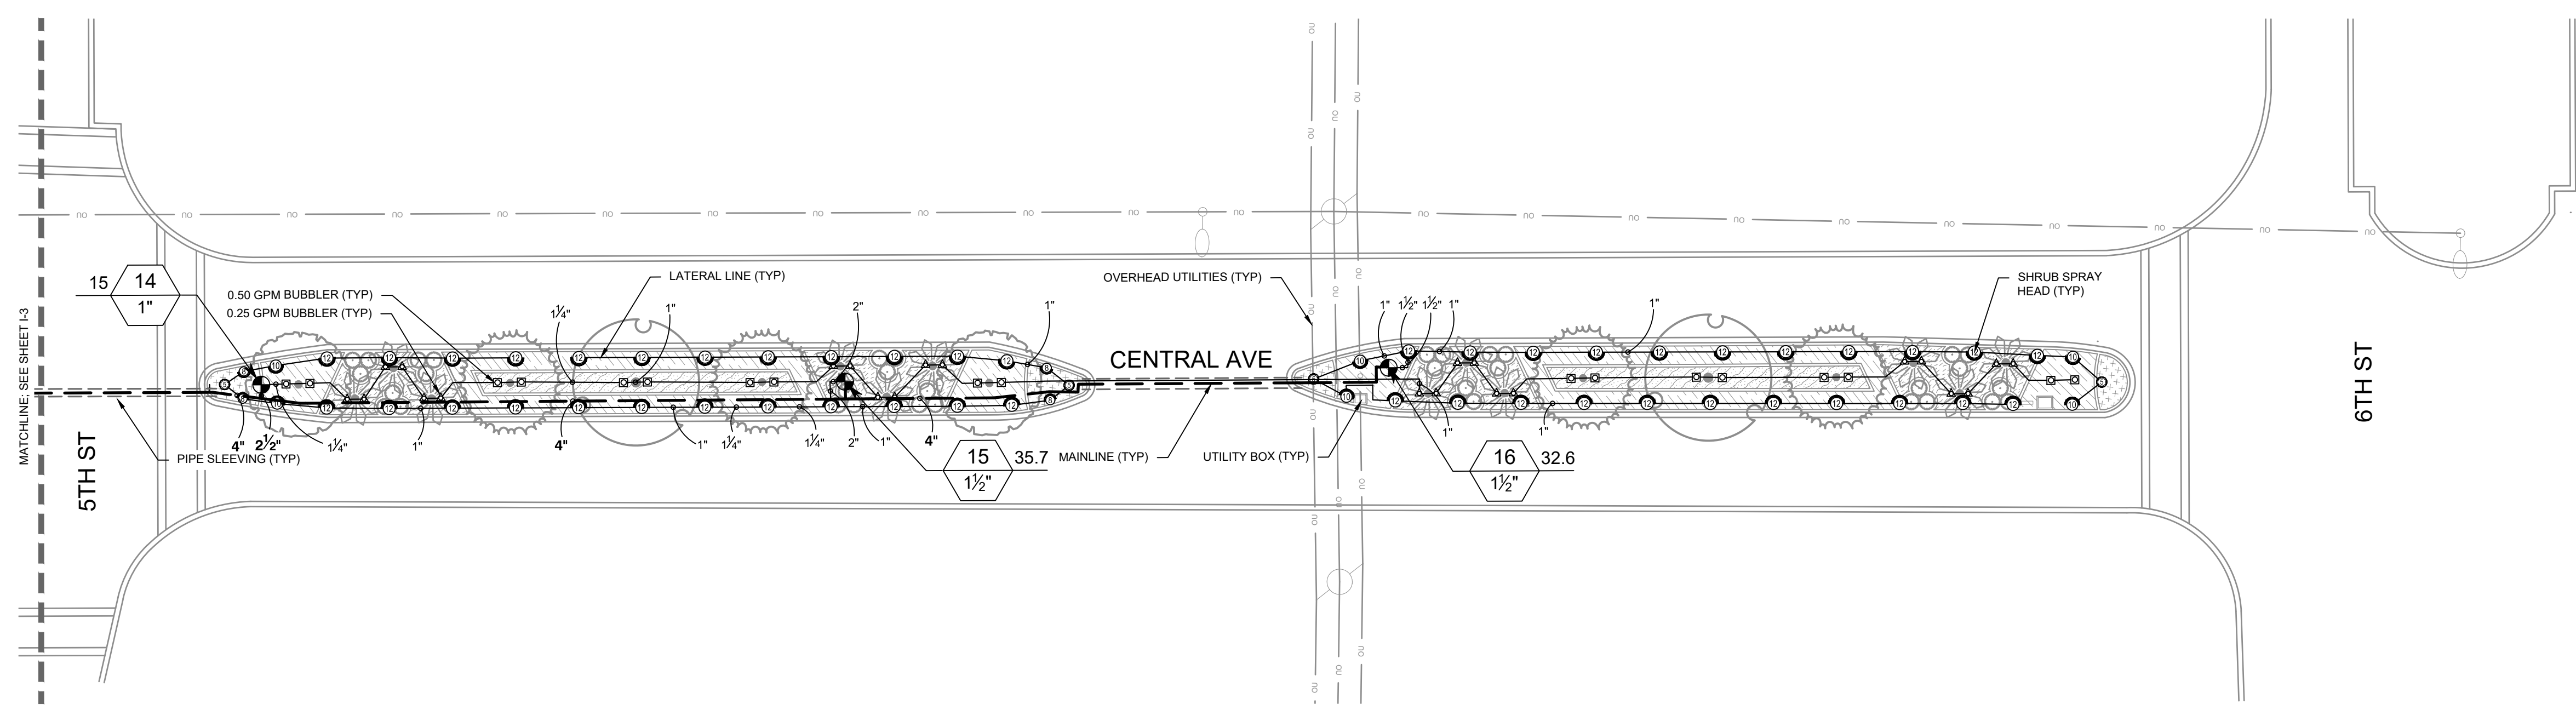 MATCHLINE; SEE SHEET I-3
5TH ST
15
14
1"
0.50 GPM BUBBLER (TYP)
0.25 GPM BUBBLER (TYP)
LATERAL LINE (TYP)
1¼"
1"
2"
1"
OVERHEAD UTILITIES (TYP)
CENTRAL AVE
1"
1½"
1½"
1"
1"
SHRUB SPRAY
HEAD (TYP)
4"
2½"
1¼"
1"
PIPE SLEEVING (TYP)
4"
1"
1¼"
1¼"
2"
1"
4"
15
1½"
35.7
MAINLINE (TYP)
UTILITY BOX (TYP)
1"
16
1½"
32.6
1"
6TH ST